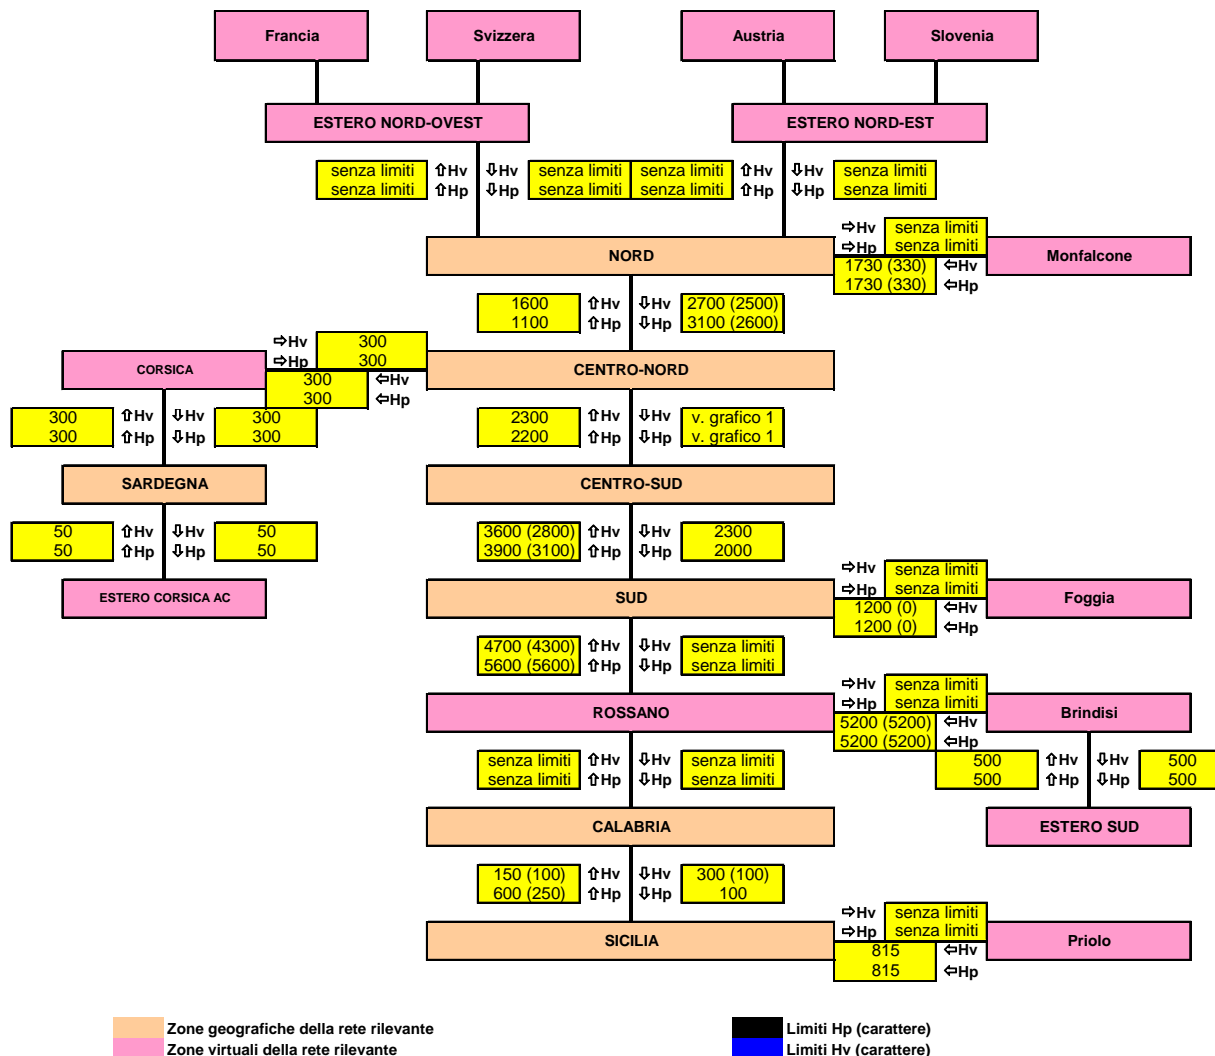 Francia
Svizzera
Austria
Slovenia
ESTERO NORD-OVEST
ESTERO NORD-EST
senza limiti ⇧Hv ⇩Hv senza limiti senza limiti ⇧Hv ⇩Hv senza limiti
senza limiti ⇧Hp ⇩Hp senza limiti senza limiti ⇧Hp ⇩Hp senza limiti
⇨Hv senza limiti
⇨Hp senza limiti
NORD
Monfalcone
1730 (330) ⇦Hv
1730 (330) ⇦Hp
1600 ⇧Hv ⇩Hv 2700 (2500)
1100 ⇧Hp ⇩Hp 3100 (2600)
⇨Hv 300
⇨Hp 300
CORSICA
CENTRO-NORD
300 ⇦Hv
300 ⇦Hp
300 ⇧Hv ⇩Hv 300
300 ⇧Hp ⇩Hp 300
2300 ⇧Hv ⇩Hv v. grafico 1
2200 ⇧Hp ⇩Hp v. grafico 1
SARDEGNA
CENTRO-SUD
50 ⇧Hv ⇩Hv 50
50 ⇧Hp ⇩Hp 50
3600 (2800) ⇧Hv ⇩Hv 2300
3900 (3100) ⇧Hp ⇩Hp 2000
⇨Hv senza limiti
⇨Hp senza limiti
ESTERO CORSICA AC
SUD
Foggia
1200 (0) ⇦Hv
1200 (0) ⇦Hp
4700 (4300) ⇧Hv ⇩Hv senza limiti
5600 (5600) ⇧Hp ⇩Hp senza limiti
⇨Hv senza limiti
⇨Hp senza limiti
ROSSANO
Brindisi
5200 (5200) ⇦Hv
5200 (5200) ⇦Hp
senza limiti ⇧Hv ⇩Hv senza limiti
senza limiti ⇧Hp ⇩Hp senza limiti
500 ⇧Hv ⇩Hv 500
500 ⇧Hp ⇩Hp 500
CALABRIA
ESTERO SUD
150 (100) ⇧Hv ⇩Hv 300 (100)
600 (250) ⇧Hp ⇩Hp 100
⇨Hv senza limiti
⇨Hp senza limiti
SICILIA
Priolo
815 ⇦Hv
815 ⇦Hp
Zone geografiche della rete rilevante
Limiti Hp (carattere)
Zone virtuali della rete rilevante
Limiti Hv (carattere)